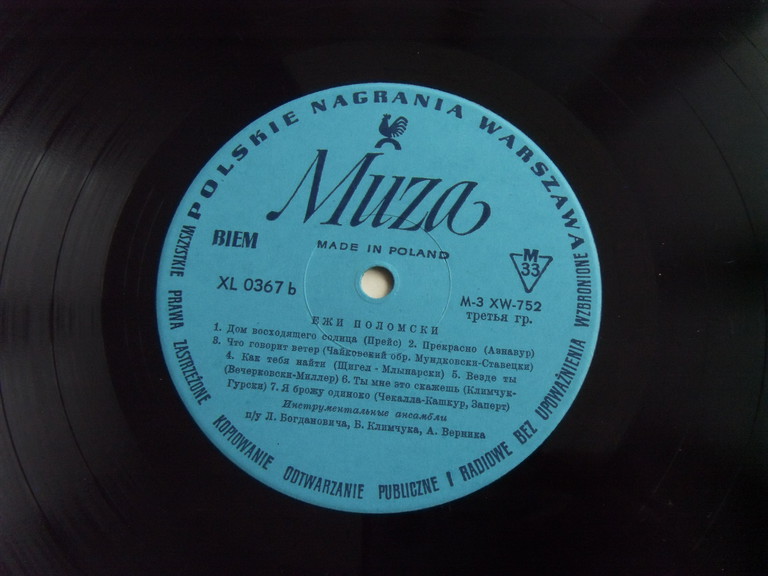 POLSKIE NAGRANIA WARSZAWA
Muza
BIEM
MADE IN POLAND
M
33
XL 0367 b
M-3 XW-752
третья гр.
ЕЖИ ПОЛОМСКИ
1. Дом восходящего солнца (Прейс) 2. Прекрасно (Азнавур)
3. Что говорит ветер (Чайковский обр. Мундковски-Ставецки)
4. Как тебя найти (Щигел - Млынарски) 5. Везде ты
(Вечерковски-Миллер) 6. Ты мне это скажешь (Климчук-
Гурски) 7. Я брожу одиноко (Чекалла-Кашкур, Заперт)
Инструментальные ансамбли
п/у Л. Богдановича, Б. Климчука, А. Верника
WSZYSTKIE PRAWA ZASTRZEŻONE KOPIOWANIE ODTWARZANIE PUBLICZNE I RADIOWE BEZ UPOWAŻNIENIA WZBRONIONE